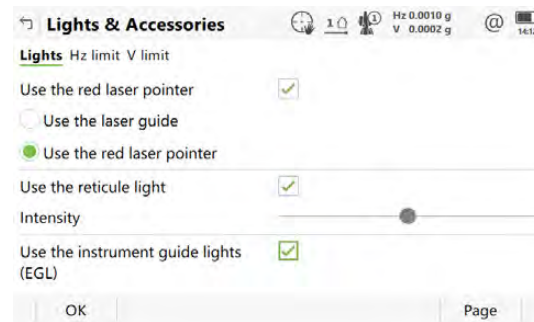 Lights & Accessories
1
1
Hz 0.0010 g
V 0.0002 g
@
Lights Hz limit V limit
Use the red laser pointer
Use the laser guide
Use the red laser pointer
Use the reticule light
Intensity
Use the instrument guide lights
(EGL)
OK Page